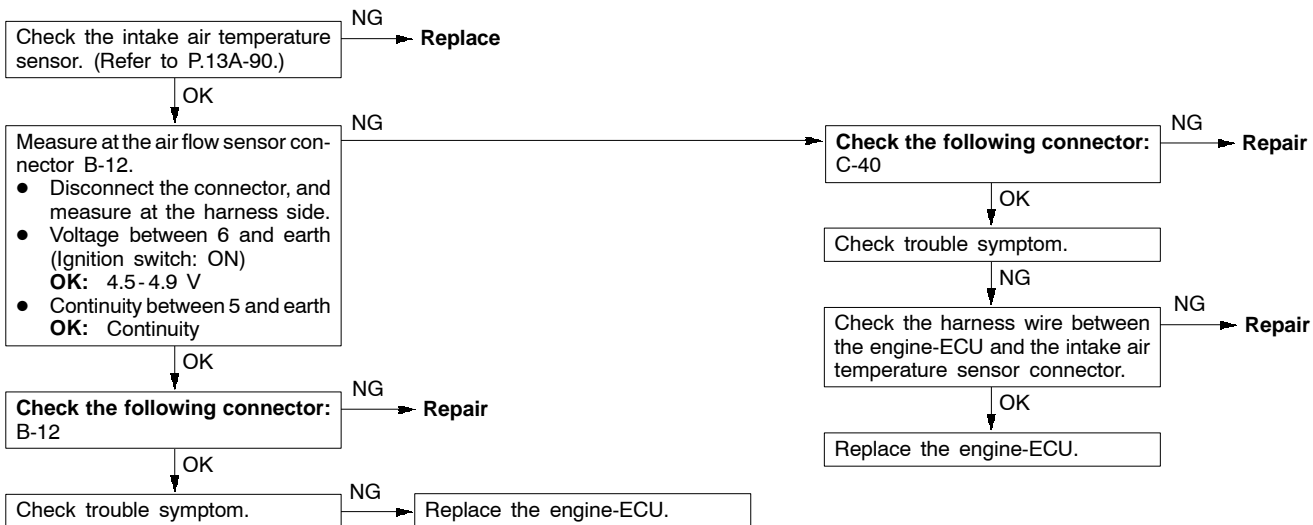 Check the intake air temperature
sensor. (Refer to P.13A-90.)
NG
Replace
OK
Measure at the air flow sensor con-
nector B-12.
● Disconnect the connector, and
measure at the harness side.
● Voltage between 6 and earth
(Ignition switch: ON)
OK: 4.5-4.9 V
● Continuity between 5 and earth
OK: Continuity
NG
OK
Check the following connector:
B-12
NG
Repair
OK
Check trouble symptom.
NG
Replace the engine-ECU.
Check the following connector:
C-40
NG
Repair
OK
Check trouble symptom.
NG
Check the harness wire between
the engine-ECU and the intake air
temperature sensor connector.
NG
Repair
OK
Replace the engine-ECU.